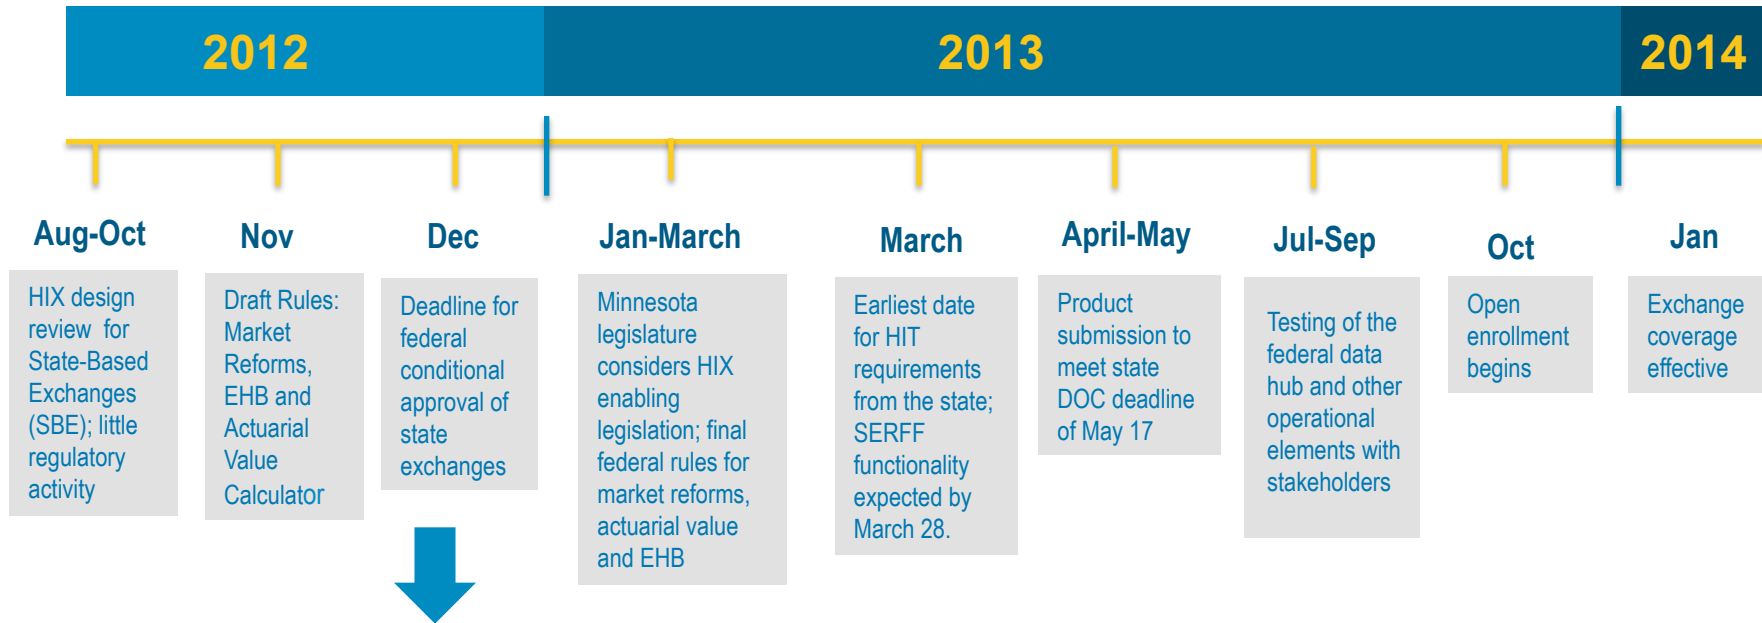 2012
2013
2014
Aug-Oct
HIX design
review for
State-Based
Exchanges
(SBE); little
regulatory
activity
Nov
Draft Rules:
Market
Reforms,
EHB and
Actuarial
Value
Calculator
Dec
Deadline for
federal
conditional
approval of
state
exchanges
Jan-March
Minnesota
legislature
considers HIX
enabling
legislation; final
federal rules for
market reforms,
actuarial value
and EHB
March
Earliest date
for HIT
requirements
from the state;
SERFF
functionality
expected by
March 28.
April-May
Product
submission to
meet state
DOC deadline
of May 17
Jul-Sep
Testing of the
federal data
hub and other
operational
elements with
stakeholders
Oct
Open
enrollment
begins
Jan
Exchange
coverage
effective